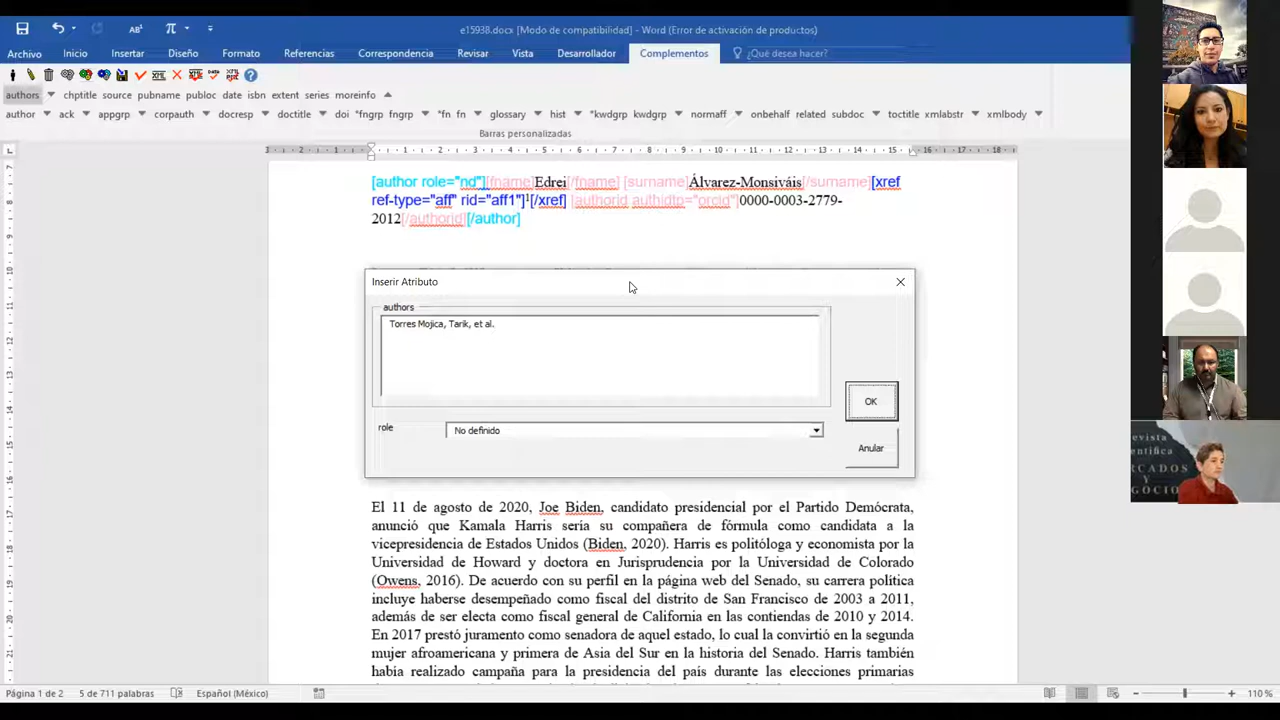 e15938.docx [Modo de compatibilidad] - Word (Error de activación de productos)
Archivo Inicio Insertar Diseño Formato Referencias Correspondencia Revisar Vista Desarrollador Complementos ¿Qué desea hacer?
authors chptitle source pubname publoc date isbn extent series moreinfo
author ack appgrp corpauth docresp doctitle doi *fngrp fngrp *fn fn glossary hist *kwdgrp kwdgrp normaff onbehalf related subdoc toctitle xmlabstr xmlbody
Barras personalizadas
[author role="nd"][fname]Edrei[/fname] [surname]Álvarez-Monsiváis[/surname][xref
ref-type="aff" rid="aff1"]¹[/xref] [authorid authidtp="orcid"]0000-0003-2779-
2012[/authorid][/author]
Inserir Atributo
authors
Torres Mojica, Tarik, et al.
OK
role
No definido
Anular
El 11 de agosto de 2020, Joe Biden, candidato presidencial por el Partido Demócrata,
anunció que Kamala Harris sería su compañera de fórmula como candidata a la
vicepresidencia de Estados Unidos (Biden, 2020). Harris es politóloga y economista por la
Universidad de Howard y doctora en Jurisprudencia por la Universidad de Colorado
(Owens, 2016). De acuerdo con su perfil en la página web del Senado, su carrera política
incluye haberse desempeñado como fiscal del distrito de San Francisco de 2003 a 2011,
además de ser electa como fiscal general de California en las contiendas de 2010 y 2014.
En 2017 prestó juramento como senadora de aquel estado, lo cual la convirtió en la segunda
mujer afroamericana y primera de Asia del Sur en la historia del Senado. Harris también
había realizado campaña para la presidencia del país durante las elecciones primarias
Página 1 de 2 5 de 711 palabras Español (México) 110 %